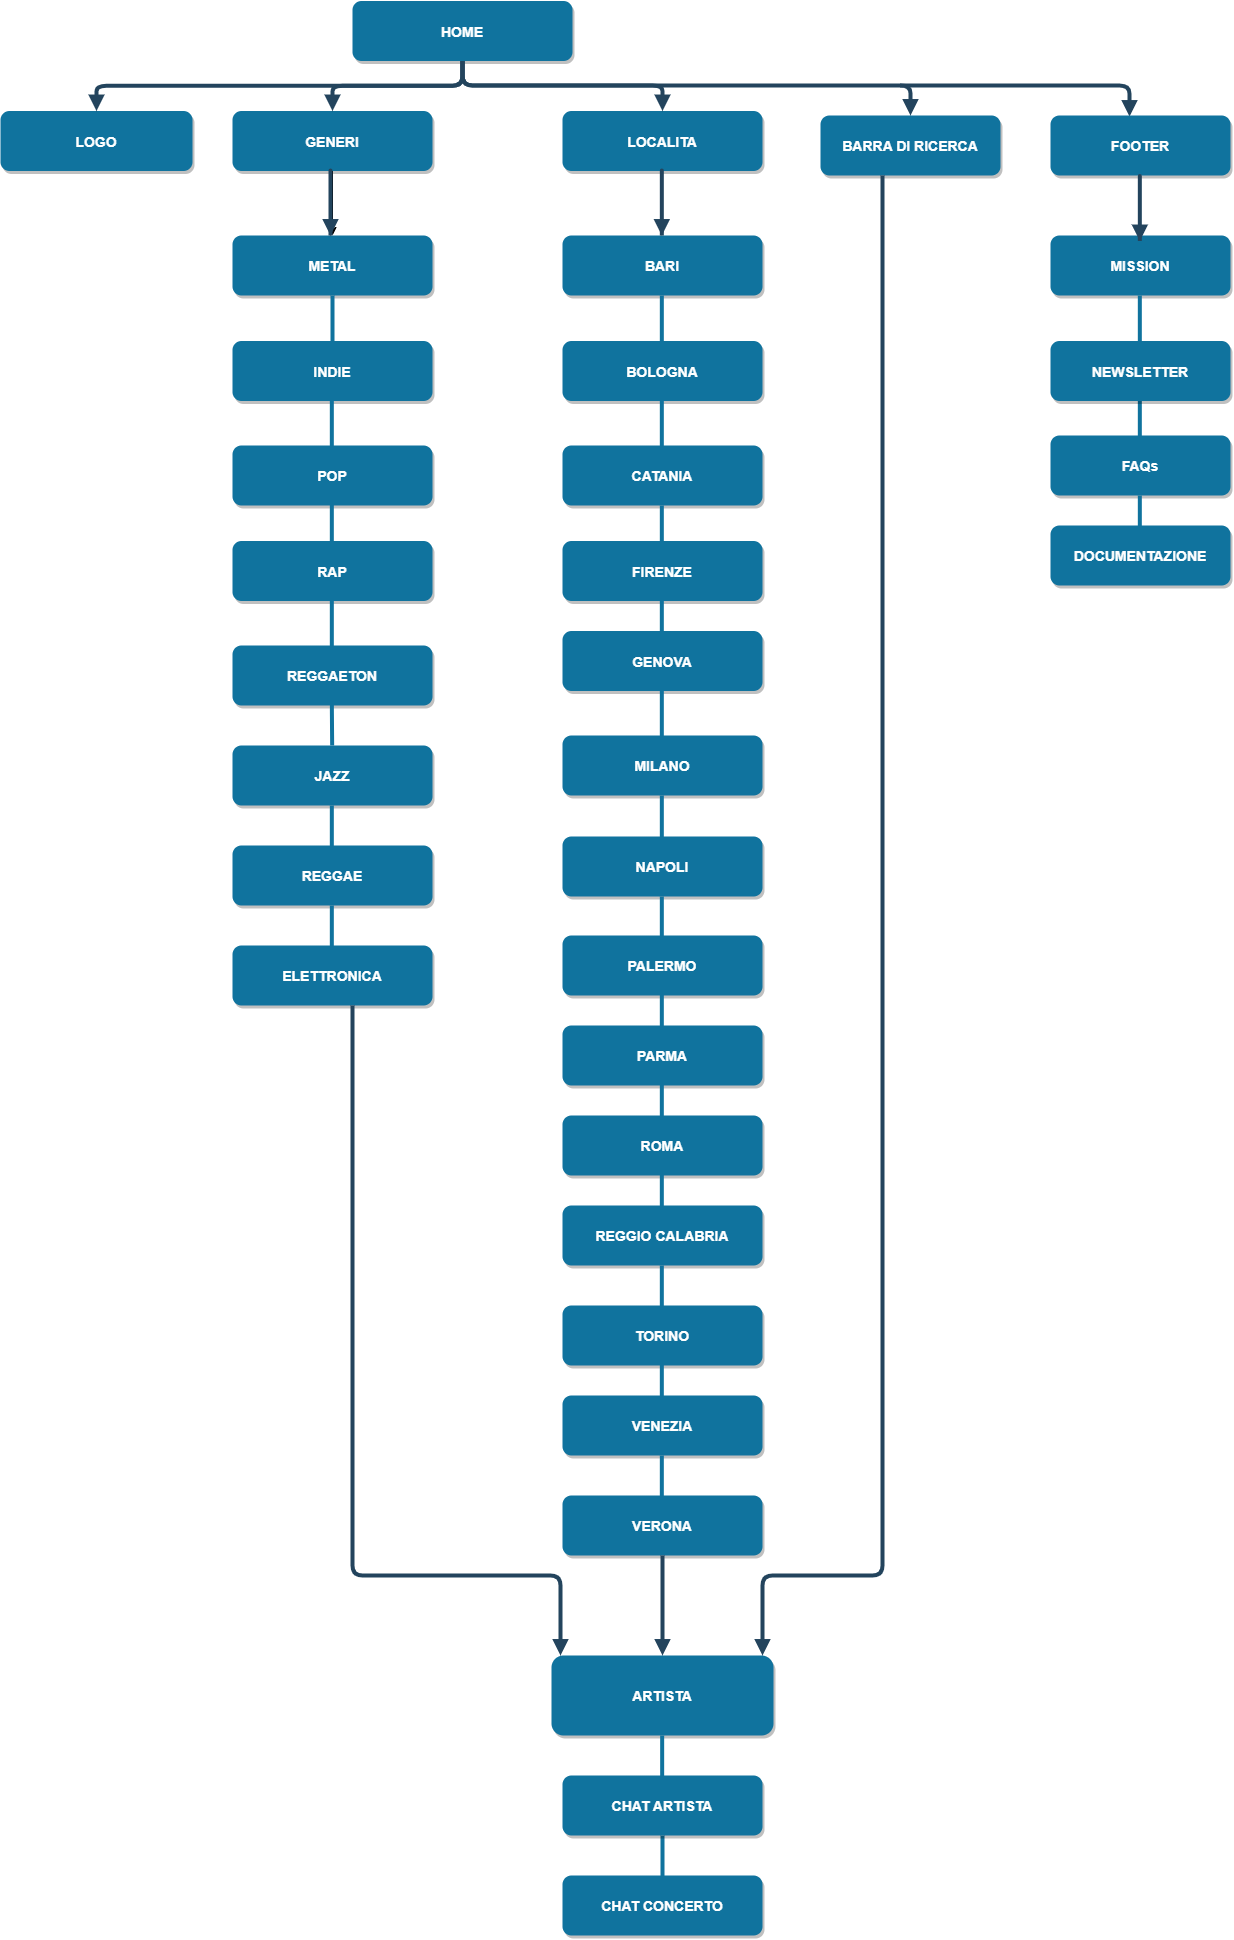 HOME
LOGO
GENERI
LOCALITA
BARRA DI RICERCA
FOOTER
METAL
INDIE
POP
RAP
REGGAETON
JAZZ
REGGAE
ELETTRONICA
BARI
BOLOGNA
CATANIA
FIRENZE
GENOVA
MILANO
NAPOLI
PALERMO
PARMA
ROMA
REGGIO CALABRIA
TORINO
VENEZIA
VERONA
MISSION
NEWSLETTER
FAQs
DOCUMENTAZIONE
ARTISTA
CHAT ARTISTA
CHAT CONCERTO